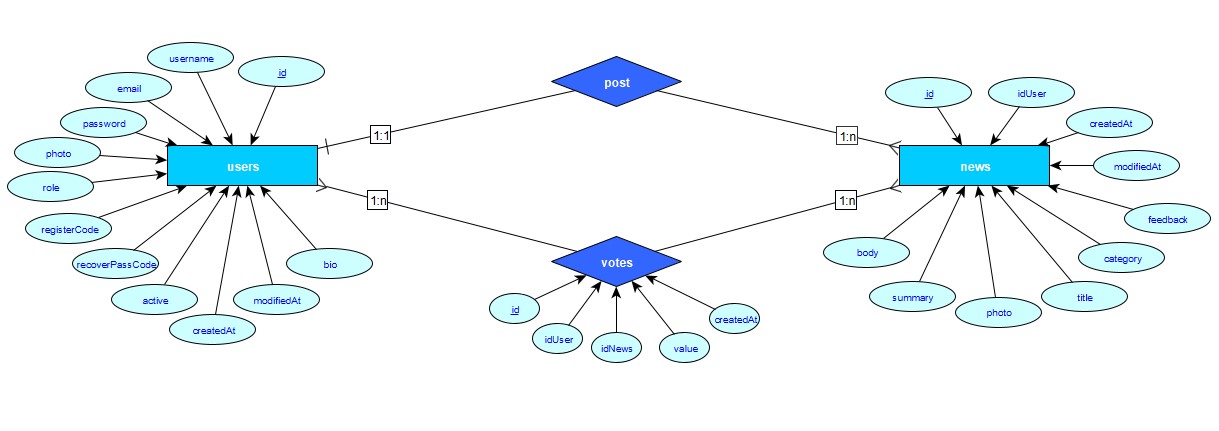 username
id
email
password
photo
role
registerCode
recoverPassCode
active
createdAt
modifiedAt
bio
users
1:1
1:n
post
votes
id
idUser
idNews
value
createdAt
1:n
1:n
news
id
idUser
createdAt
modifiedAt
feedback
category
title
photo
summary
body